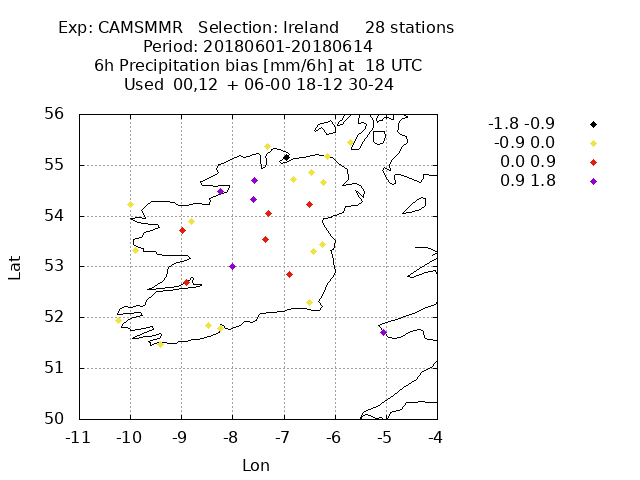 Exp: CAMSMMR   Selection: Ireland     28 stations
Period: 20180601-20180614
6h Precipitation bias [mm/6h] at  18 UTC
Used  00,12  + 06-00 18-12 30-24
-1.8 -0.9
-0.9 0.0
0.0 0.9
0.9 1.8
56
55
54
53
52
51
50
Lat
-11 -10 -9 -8 -7 -6 -5 -4
Lon